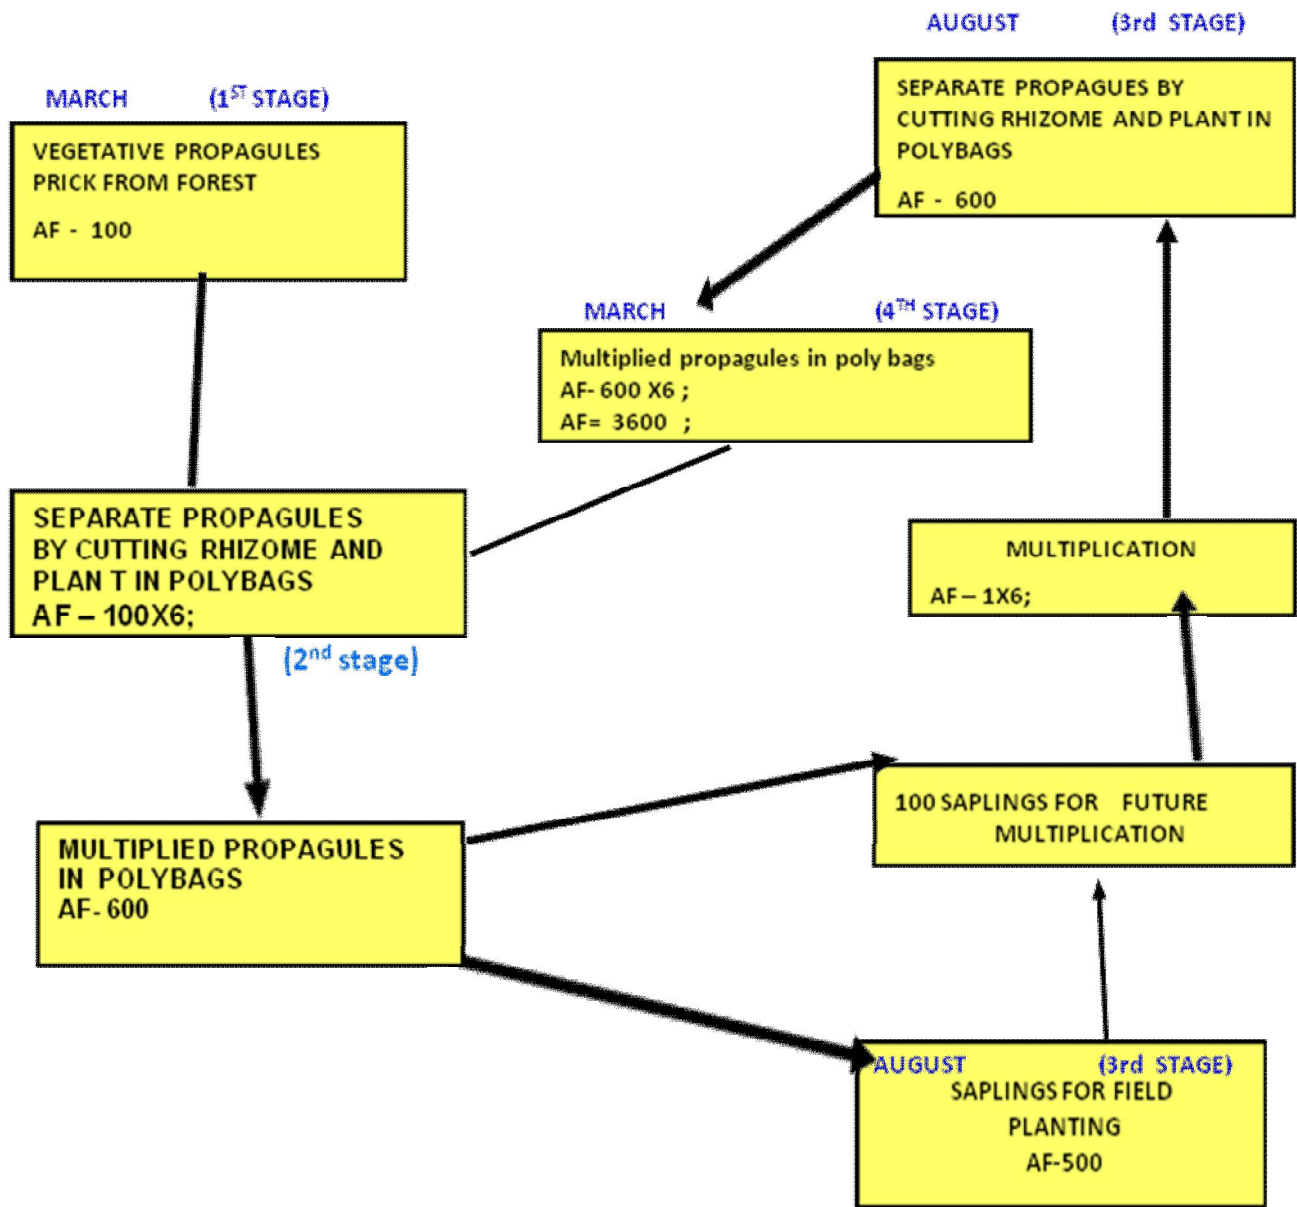 MARCH (1ST STAGE)
VEGETATIVE PROPAGULES
PRICK FROM FOREST
AF - 100
SEPARATE PROPAGULES
BY CUTTING RHIZOME AND
PLAN T IN POLYBAGS
AF – 100X6;
(2nd stage)
MULTIPLIED PROPAGULES
IN POLYBAGS
AF- 600
AUGUST (3rd STAGE)
SAPLINGS FOR FIELD
PLANTING
AF-500
100 SAPLINGS FOR FUTURE
MULTIPLICATION
MULTIPLICATION
AF – 1X6;
AUGUST (3rd STAGE)
SEPARATE PROPAGUES BY
CUTTING RHIZOME AND PLANT IN
POLYBAGS
AF - 600
MARCH (4TH STAGE)
Multiplied propagules in poly bags
AF- 600 X6 ;
AF= 3600 ;